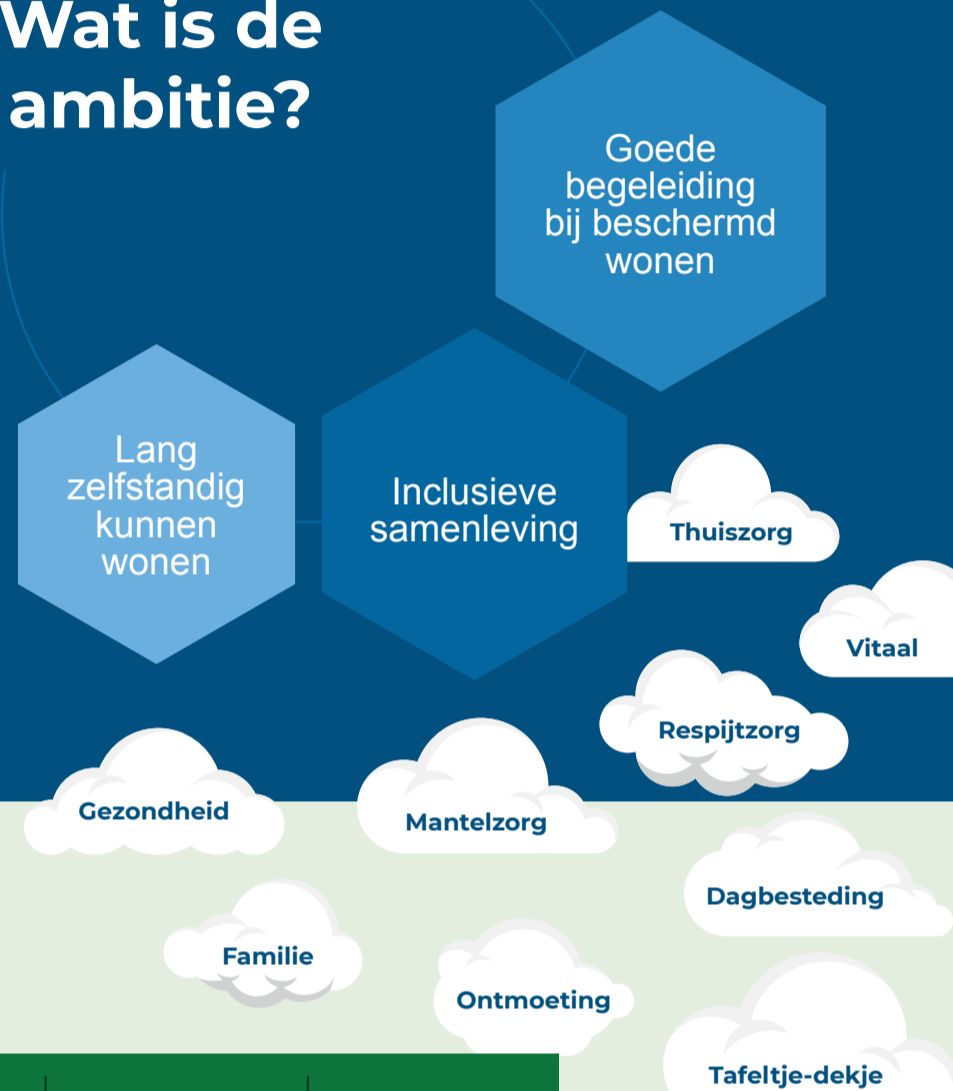 Wat is de
ambitie?
Goede
begeleiding
bij beschermd
wonen
Lang
zelfstandig
kunnen
wonen
Inclusieve
samenleving
Thuiszorg
Vitaal
Respijtzorg
Gezondheid
Mantelzorg
Dagbesteding
Familie
Ontmoeting
Tafeltje-dekje